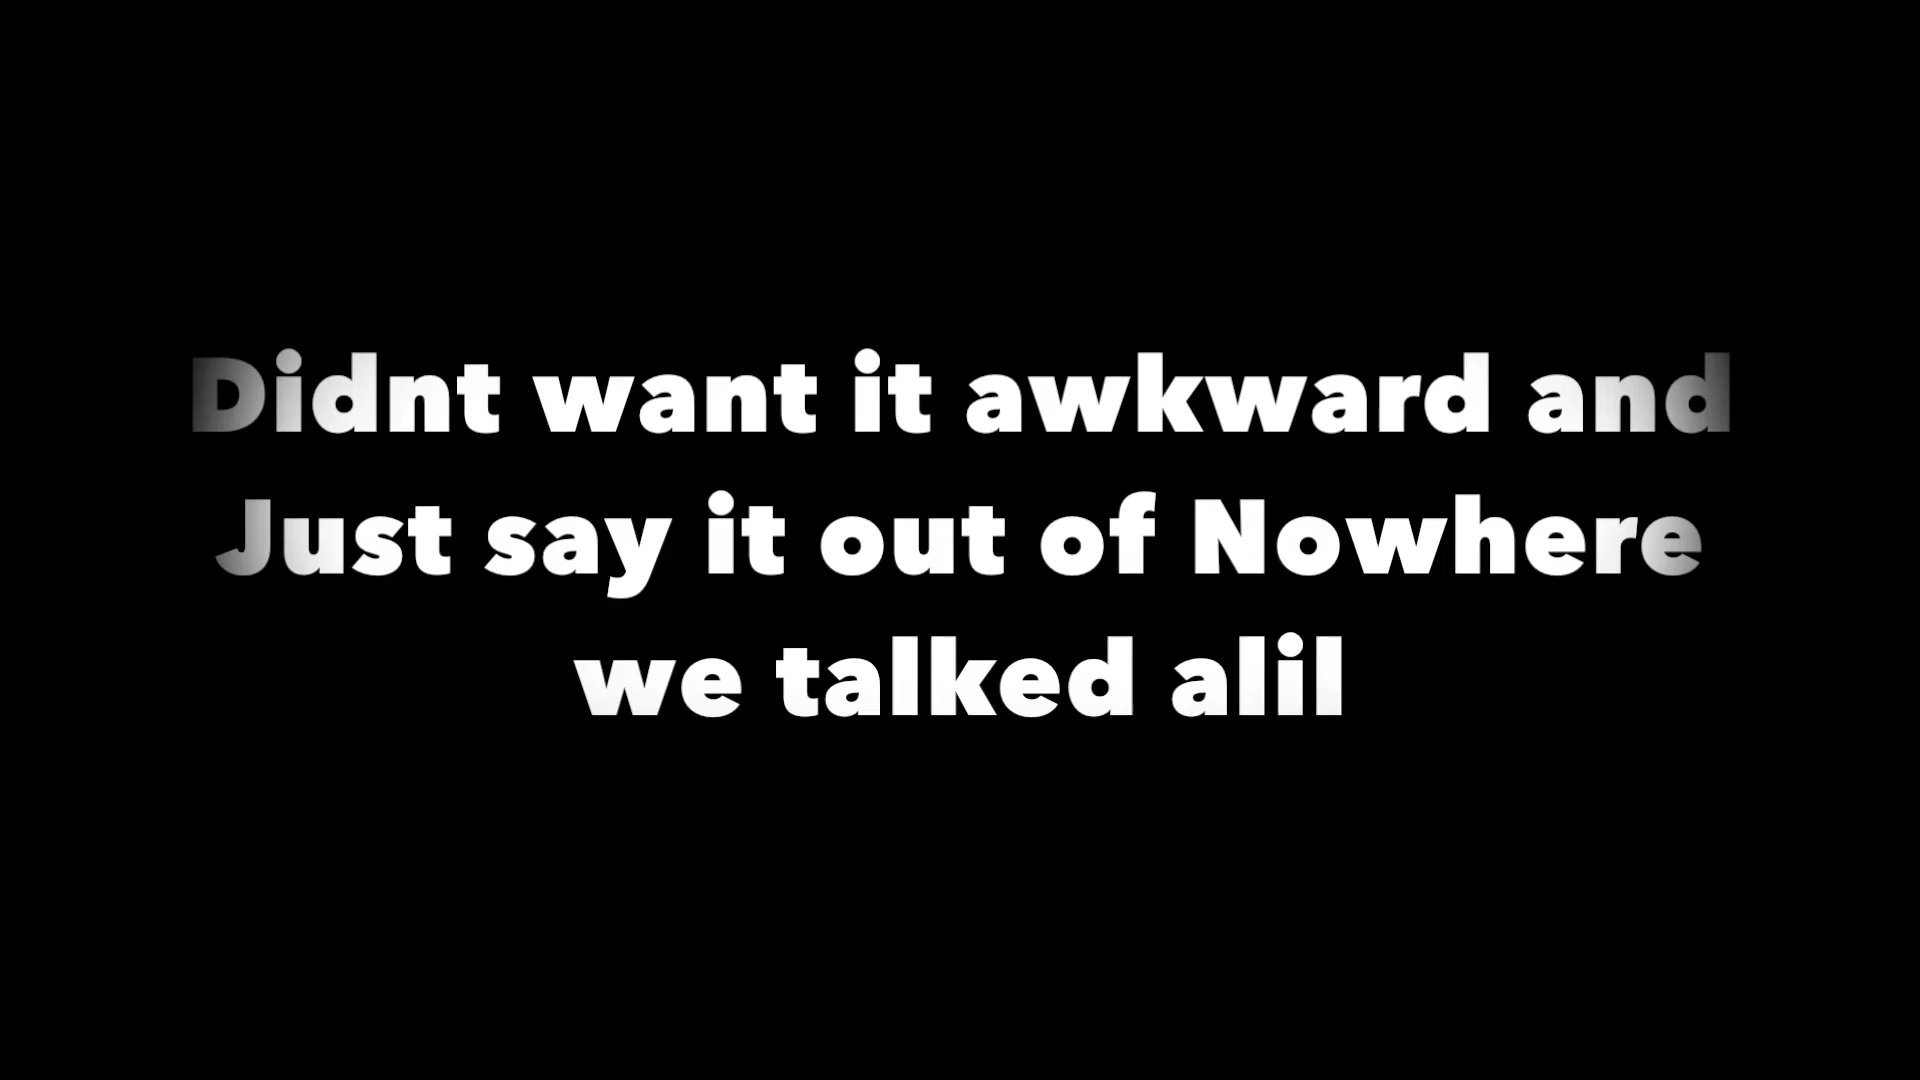 Didnt want it awkward and
Just say it out of Nowhere
we talked alil